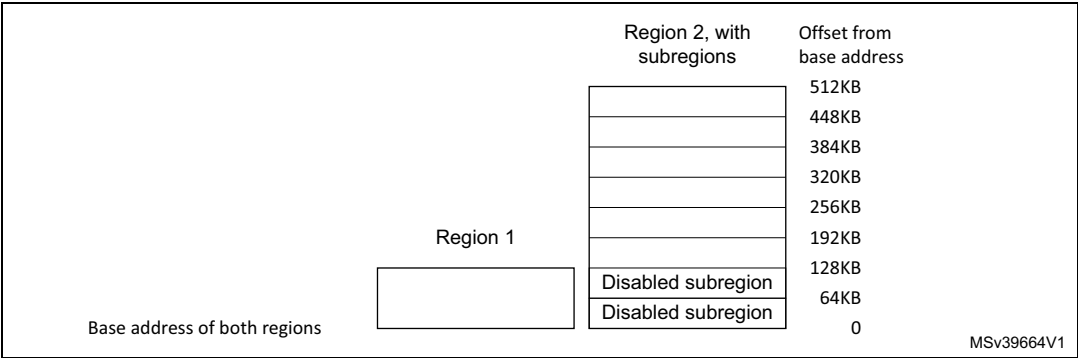 Region 2, with
subregions
Offset from
base address
512KB
448KB
384KB
320KB
256KB
Region 1
192KB
128KB
Disabled subregion
64KB
Disabled subregion
Base address of both regions
0
MSv39664V1